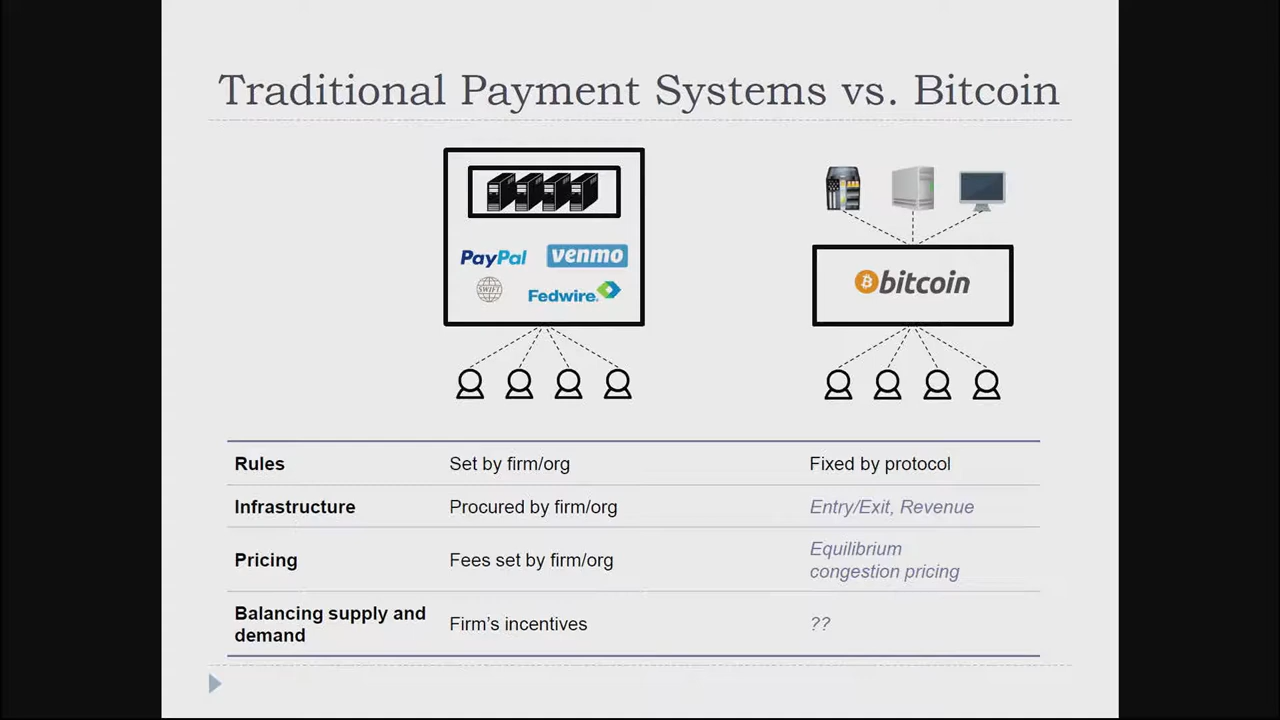 Traditional Payment Systems vs. Bitcoin
PayPal venmo
SWIFT Fedwire
bitcoin
Rules Set by firm/org Fixed by protocol
Infrastructure Procured by firm/org Entry/Exit, Revenue
Pricing Fees set by firm/org Equilibrium
congestion pricing
Balancing supply and
demand Firm's incentives ??